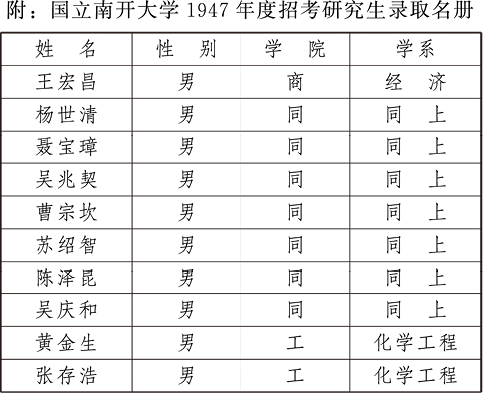 附：国立南开大学1947年度招考研究生录取名册
姓 名 性 别 学 院 学系
王宏昌 男 商 经 济
杨世清 男 同 同 上
聂宝璋 男 同 同 上
吴兆契 男 同 同 上
曹宗坎 男 同 同 上
苏绍智 男 同 同 上
陈泽昆 男 同 同 上
吴庆和 男 同 同 上
黄金生 男 工 化学工程
张存浩 男 工 化学工程